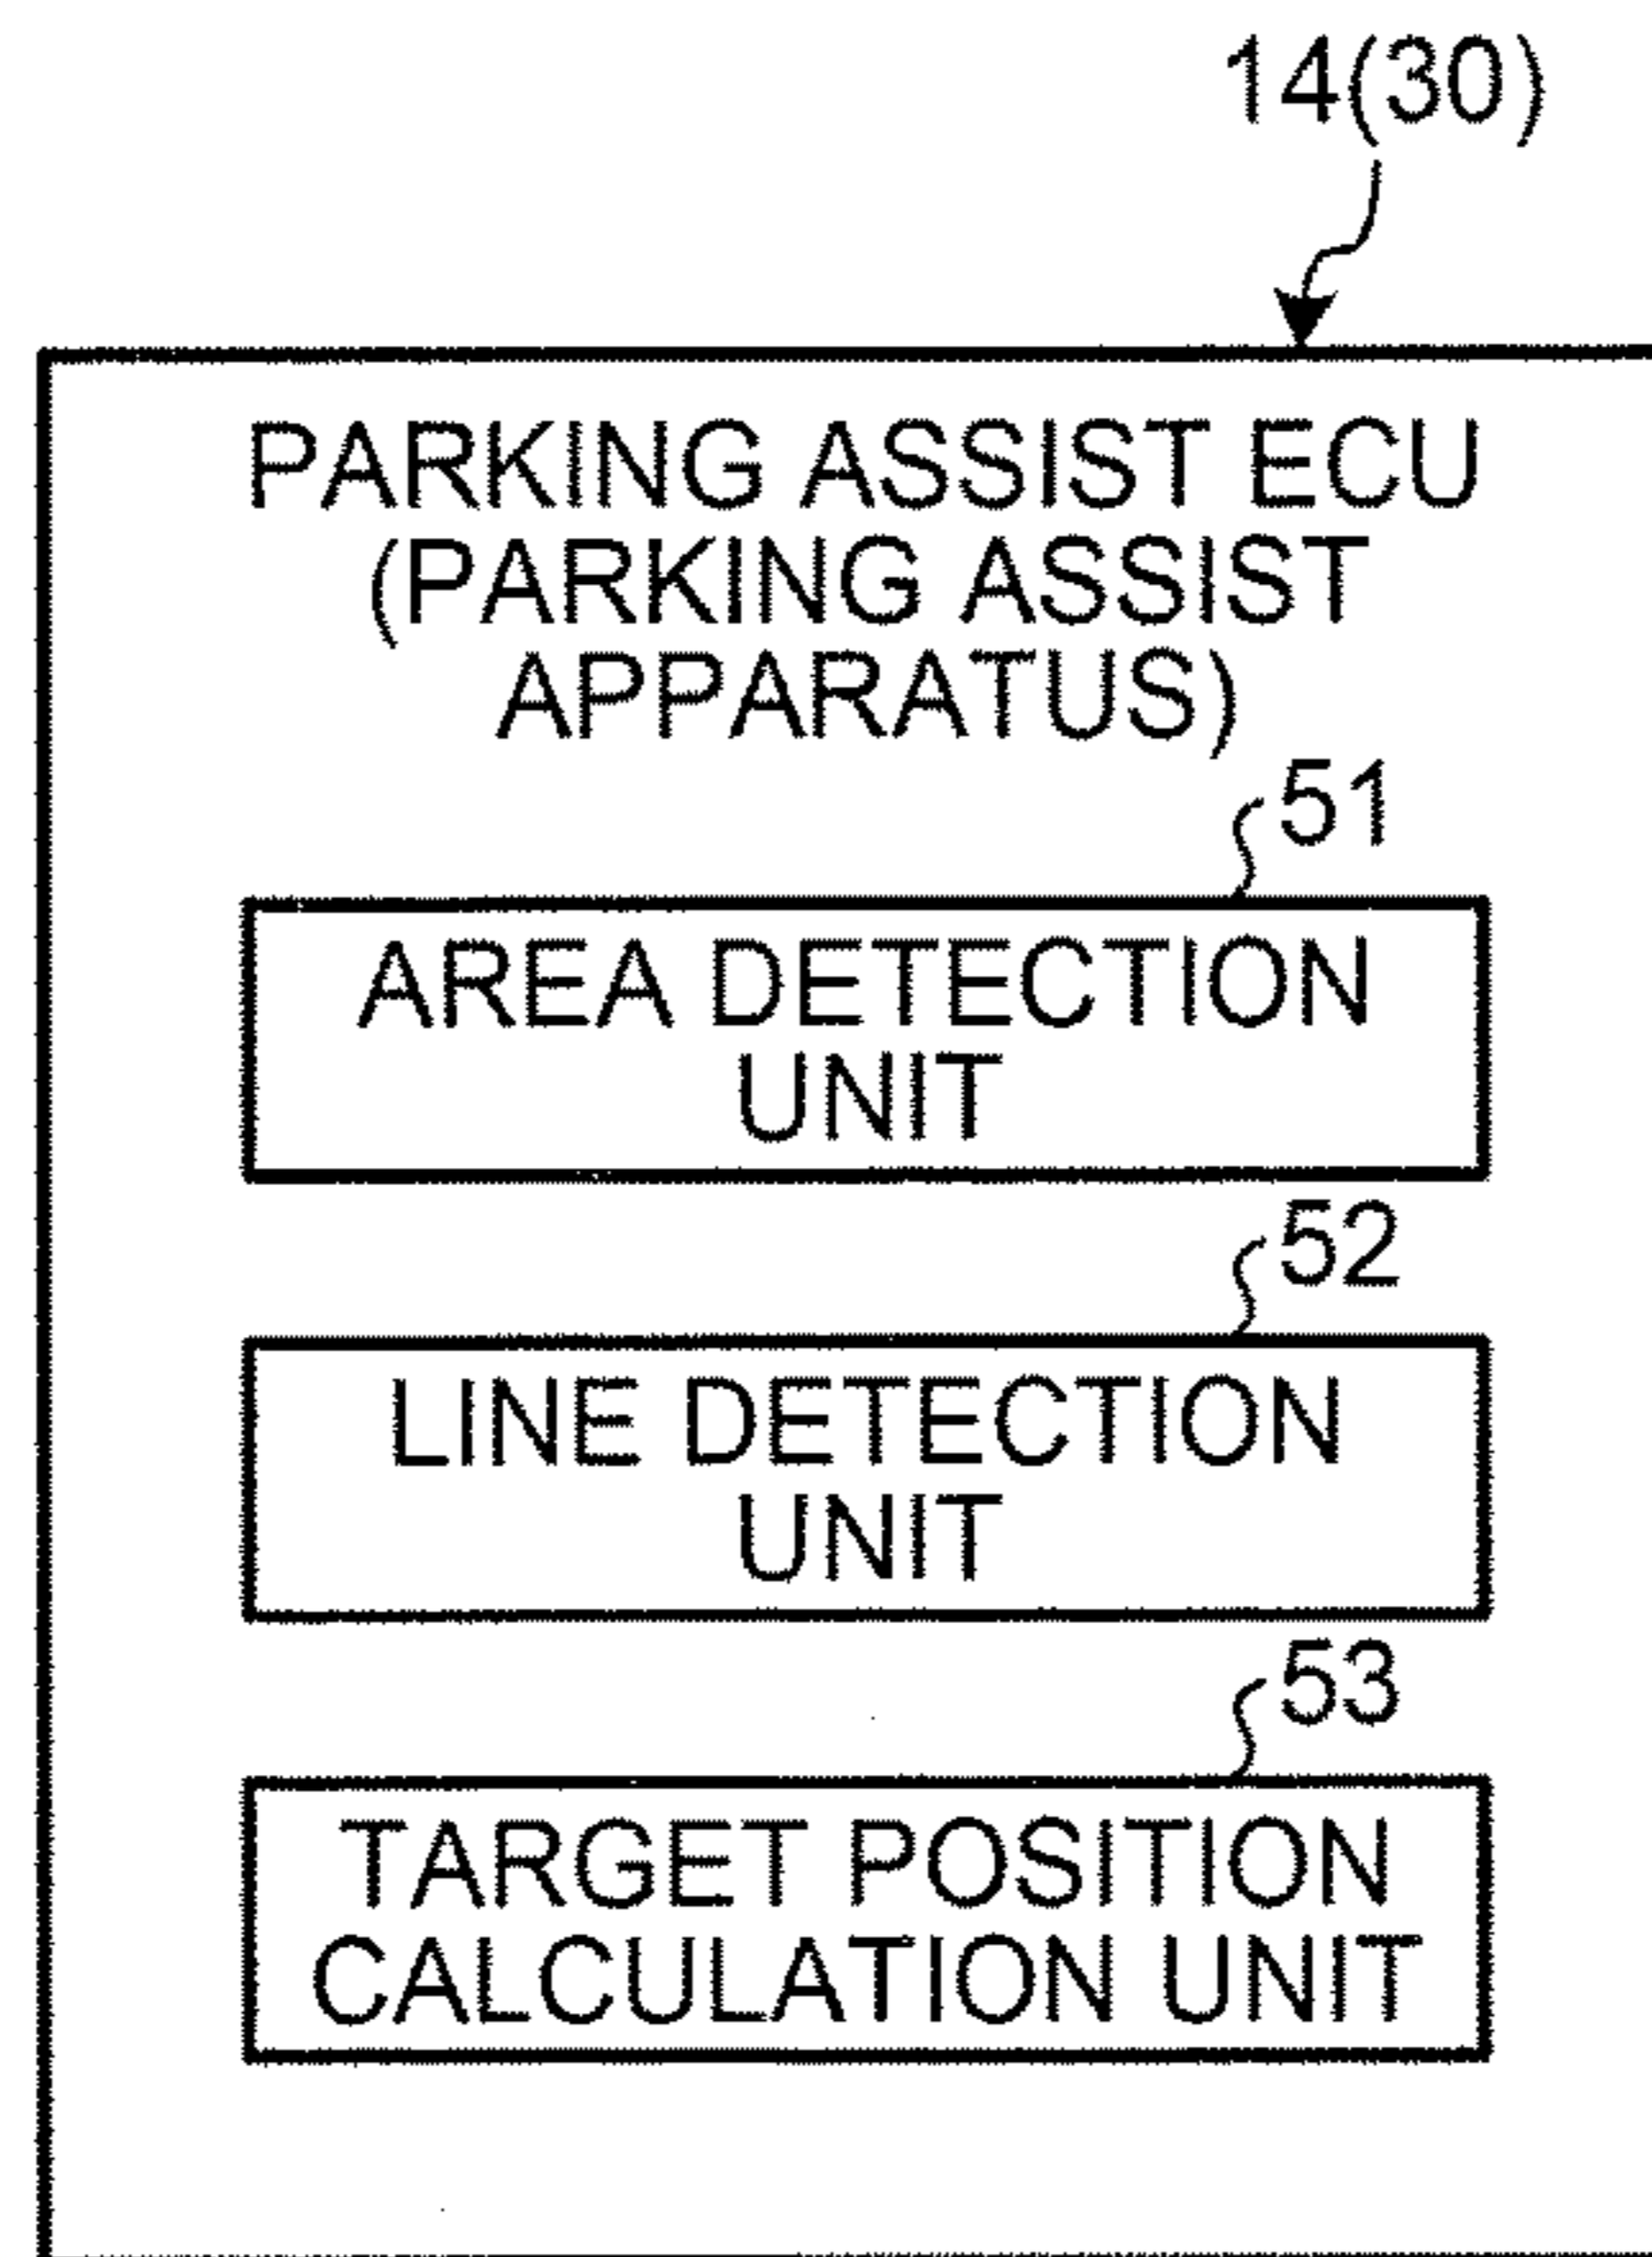 14(30)
PARKING ASSIST ECU
(PARKING ASSIST
APPARATUS)
51
AREA DETECTION
UNIT
52
LINE DETECTION
UNIT
53
TARGET POSITION
CALCULATION UNIT